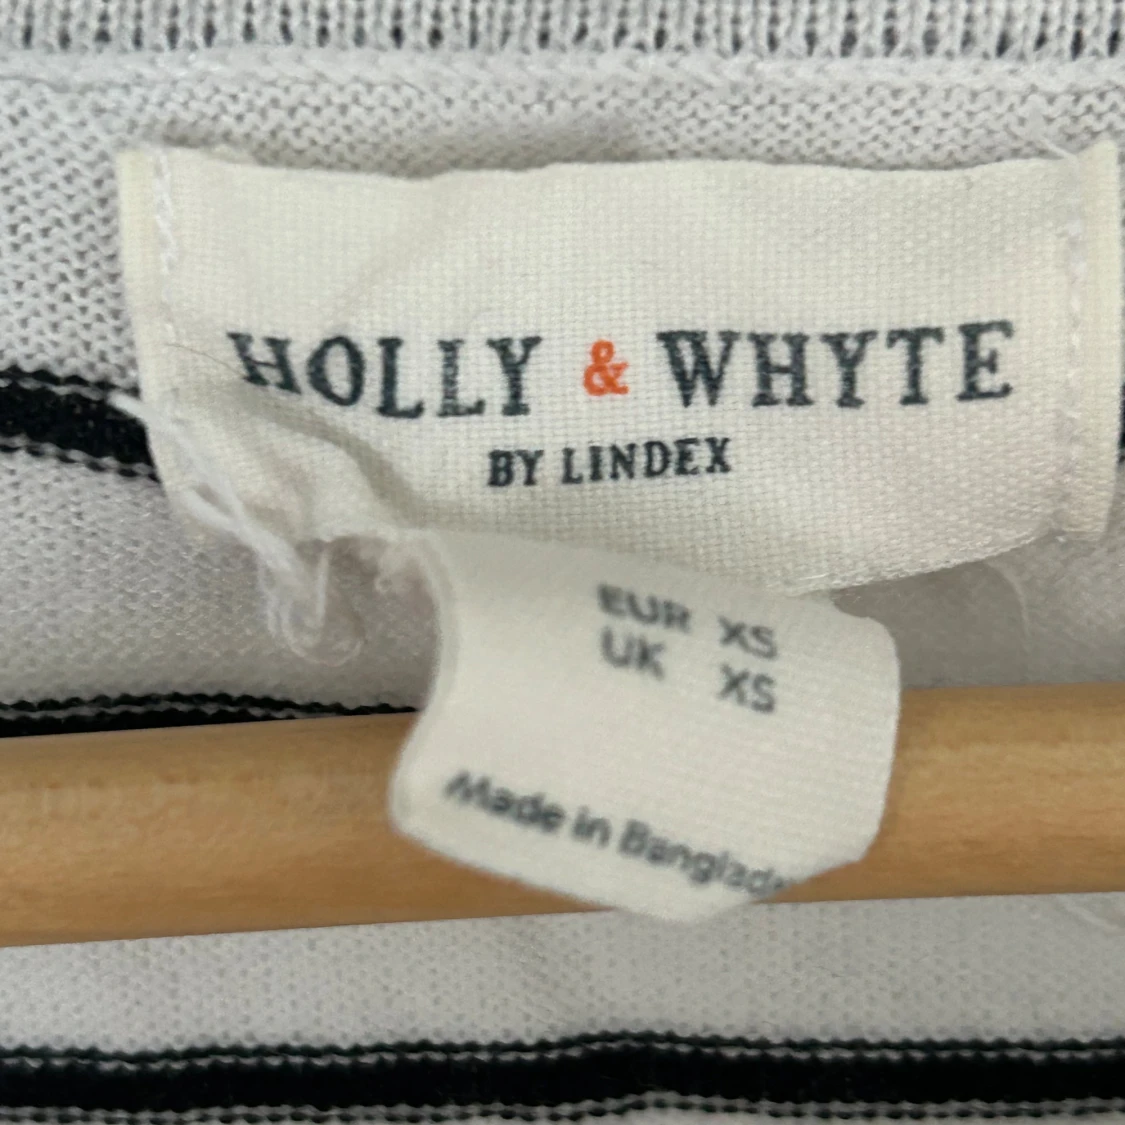 HOLLY & WHYTE
BY LINDEX
EUR XS
UK XS
Made in Banglade